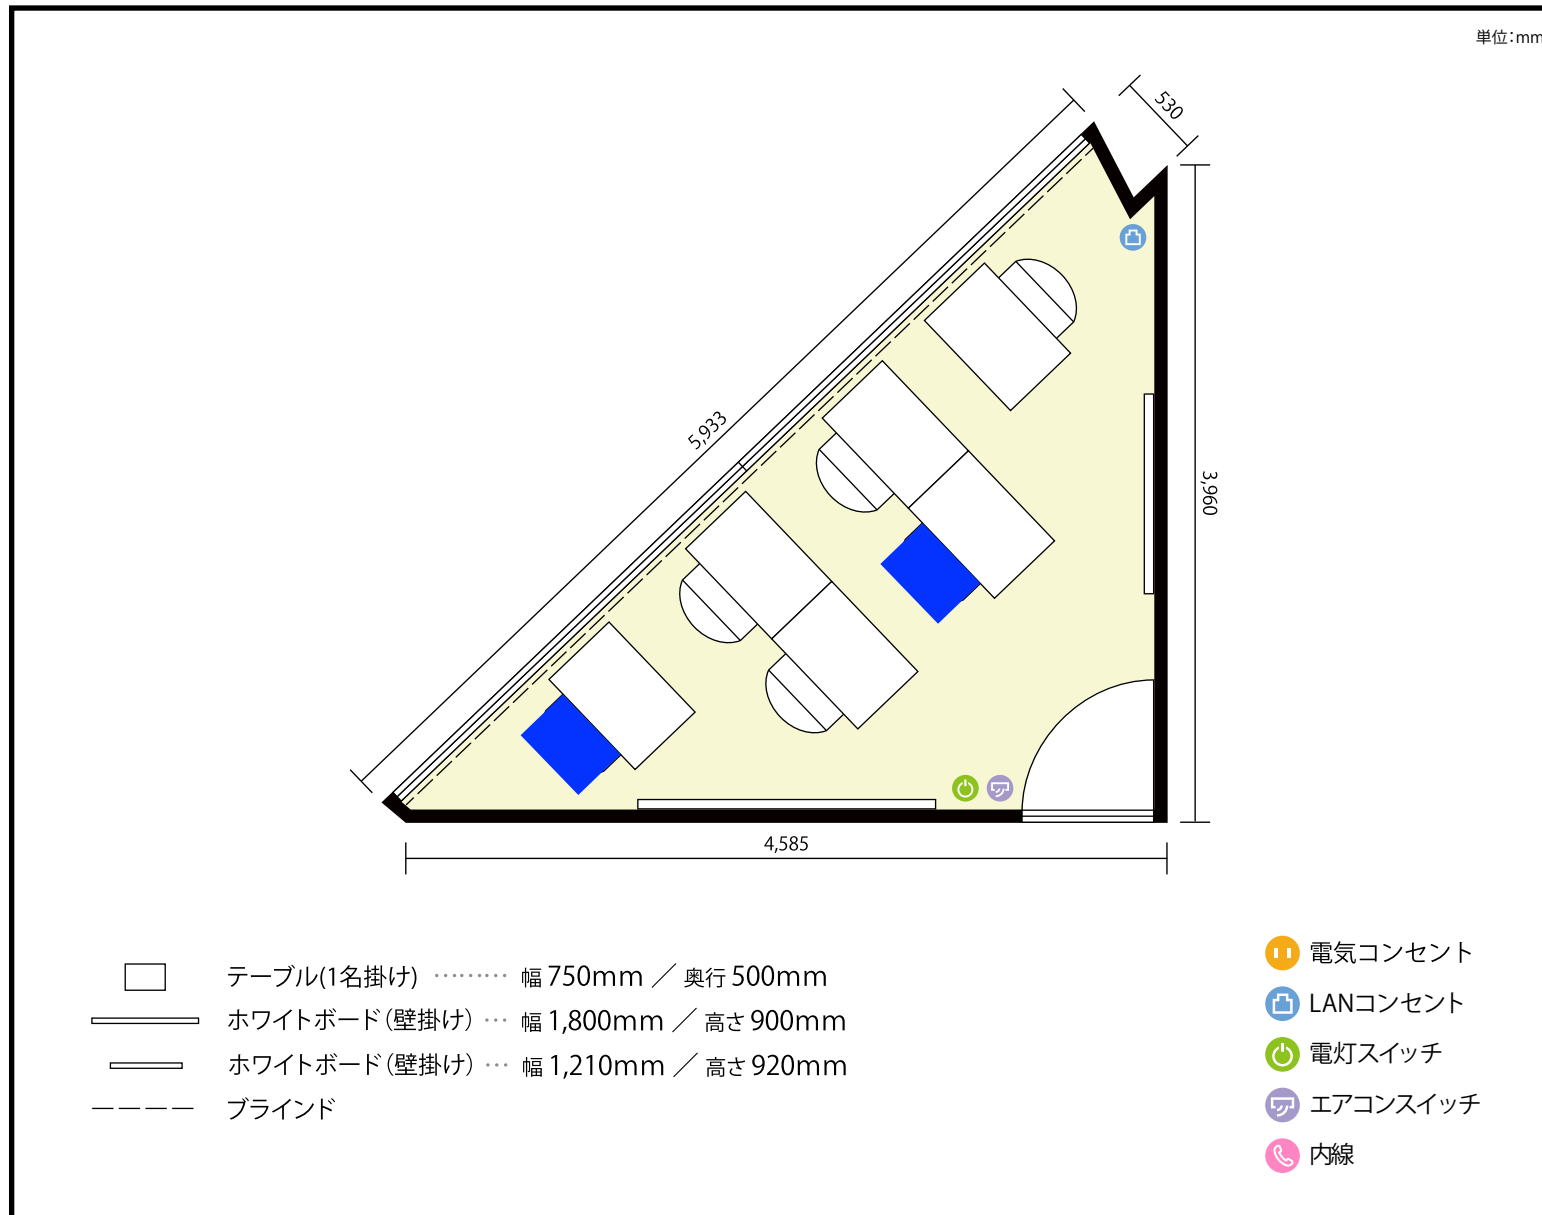 単位：mm
530
5,933
3,960
4,585
テーブル(1名掛け) ‥‥‥‥‥ 幅 750mm ／ 奥行 500mm
ホワイトボード（壁掛け） … 幅 1,800mm ／ 高さ 900mm
ホワイトボード（壁掛け） … 幅 1,210mm ／ 高さ 920mm
ブラインド
電気コンセント
LANコンセント
電灯スイッチ
エアコンスイッチ
内線